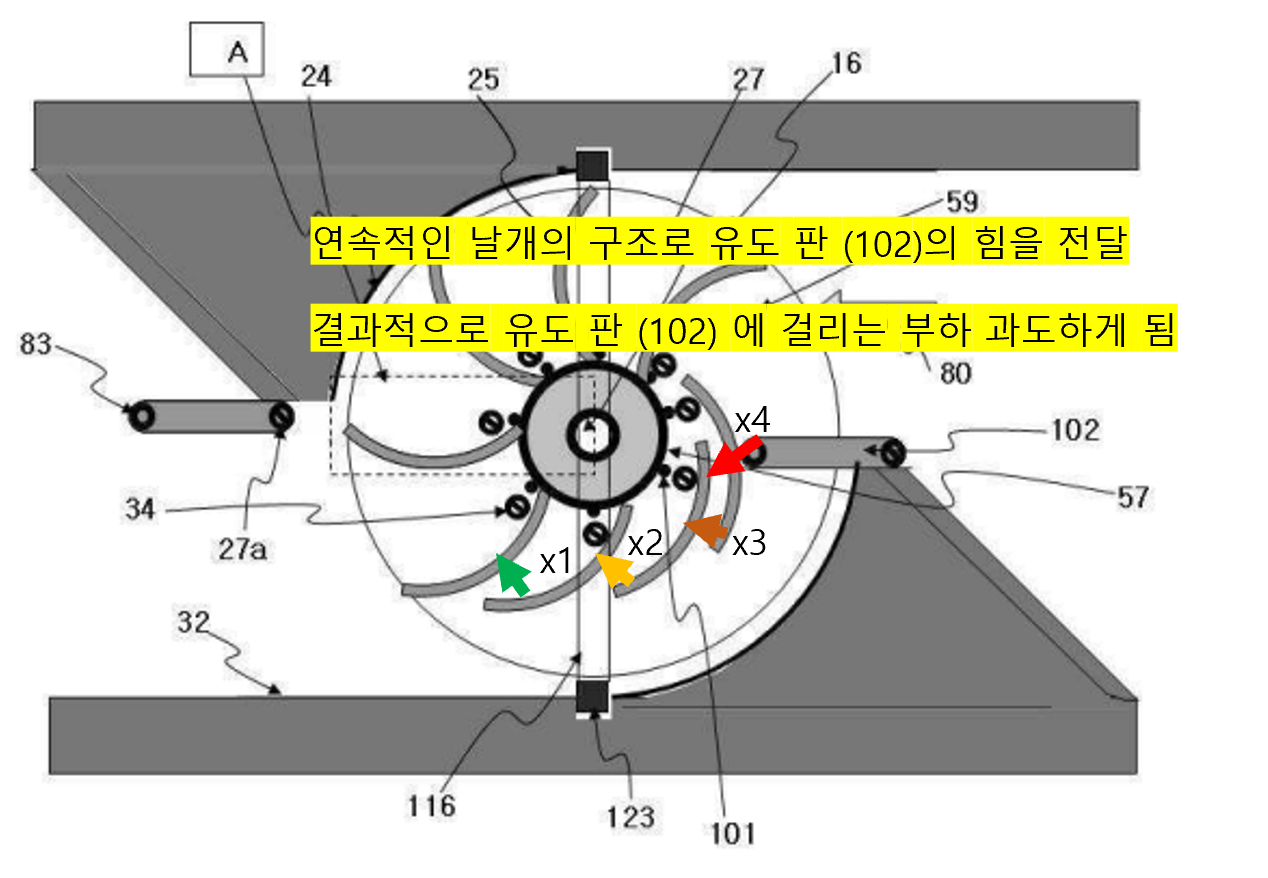 A
24
25
27
16
59
연속적인 날개의 구조로 유도 판 (102)의 힘을 전달
결과적으로 유도 판 (102) 에 걸리는 부하 과도하게 됨
83
80
x4
102
57
34
27a
x1
x2
x3
32
116
123
101